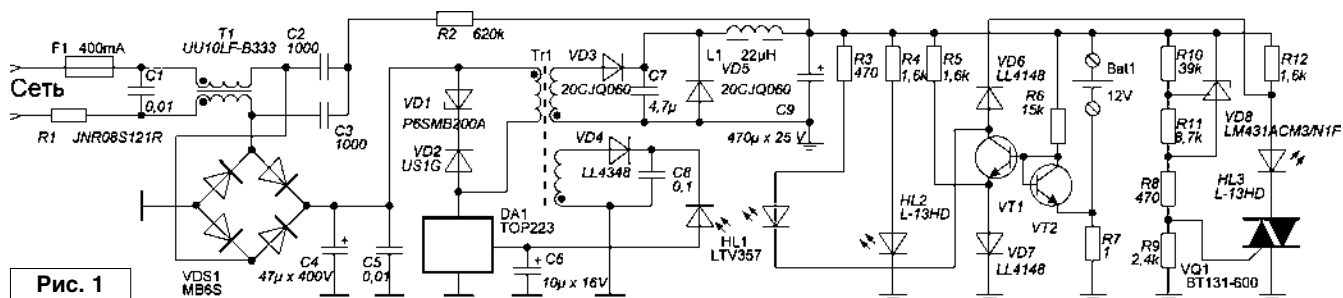 F1 400mA
Сеть
C1
0,01
R1 JNR08S121R
T1
UU10LF-B333
C2
1000
C3
1000
R2 620k
VDS1
MB6S
C4
47µ x 400V
C5
0,01
VD1
P6SMB200A
VD2
US1G
Tr1
VD3
20CJQ060
C7
4,7µ
VD4
LL4348
C8
0,1
DA1
TOP223
C6
10µ x 16V
L1 22µH
VD5
20CJQ060
C9
470µ x 25 V
HL1
LTV357
R3
470
R4
1,6k
R5
1,6k
HL2
L-13HD
VD6
LL4148
VT1
VD7
LL4148
R6
15k
VT2
Bat1
12V
R7
1
R10
39k
R11
8,7k
R8
470
R9
2,4k
VD8
LM431ACM3/N1F
R12
1,6k
HL3
L-13HD
VQ1
BT131-600
Рис. 1